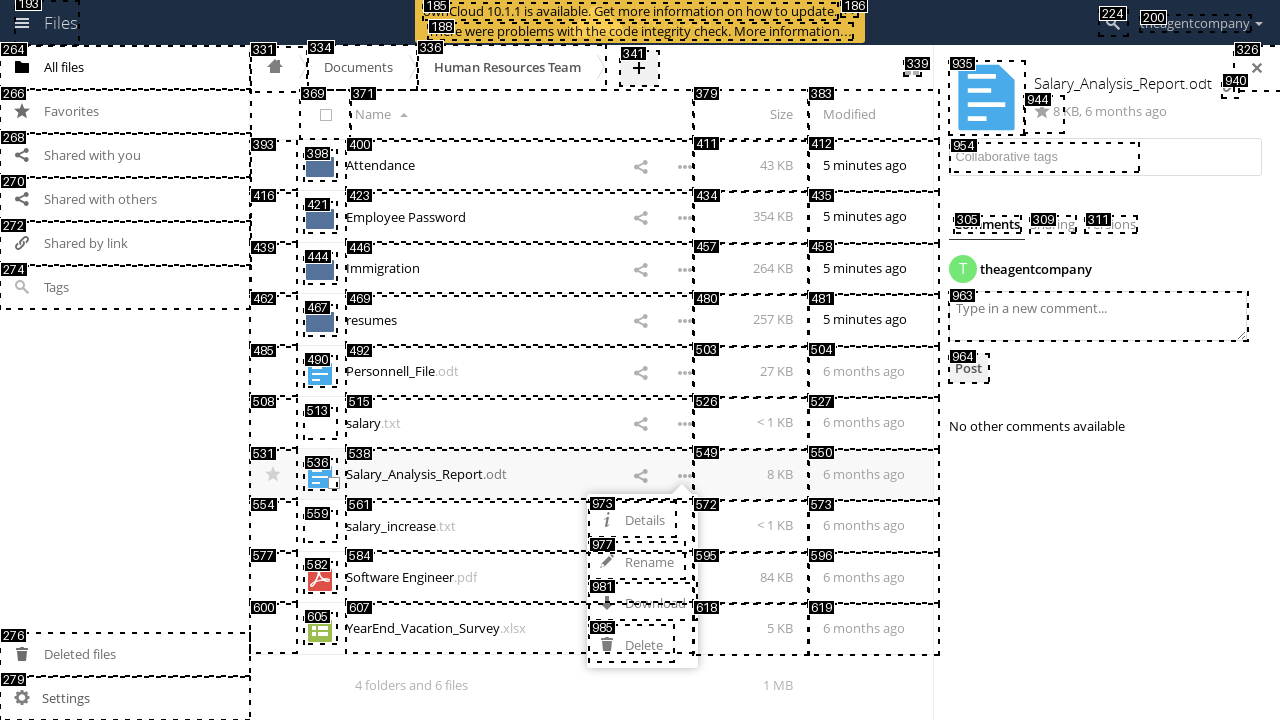 193
Files
185
Cloud 10.1.1 is available. Get more information on how to update.
186
188
e were problems with the code integrity check. More information...
224
200
theagentcompany
264
All files
266
Favorites
268
Shared with you
270
Shared with others
272
Shared by link
274
Tags
276
Deleted files
279
Settings
331
334
Documents
336
Human Resources Team
341
+
339
369
371
Name
379
Size
383
Modified
393
398
400
Attendance
411
43 KB
412
5 minutes ago
416
421
423
Employee Password
434
354 KB
435
5 minutes ago
439
444
446
Immigration
457
264 KB
458
5 minutes ago
462
467
469
resumes
480
257 KB
481
5 minutes ago
485
490
492
Personnell_File.odt
503
27 KB
504
6 months ago
508
513
515
salary.txt
526
< 1 KB
527
6 months ago
531
536
538
Salary_Analysis_Report.odt
549
8 KB
550
6 months ago
554
559
561
salary_increase.txt
572
< 1 KB
573
6 months ago
577
582
584
Software Engineer.pdf
595
84 KB
596
6 months ago
600
605
607
YearEnd_Vacation_Survey.xlsx
618
5 KB
619
6 months ago
973
Details
977
Rename
981
Download
985
Delete
4 folders and 6 files
1 MB
326
935
Salary_Analysis_Report.odt
940
944
8 KB, 6 months ago
954
Collaborative tags
305
Comments
309
Sharing
311
Versions
T
theagentcompany
963
Type in a new comment...
964
Post
No other comments available